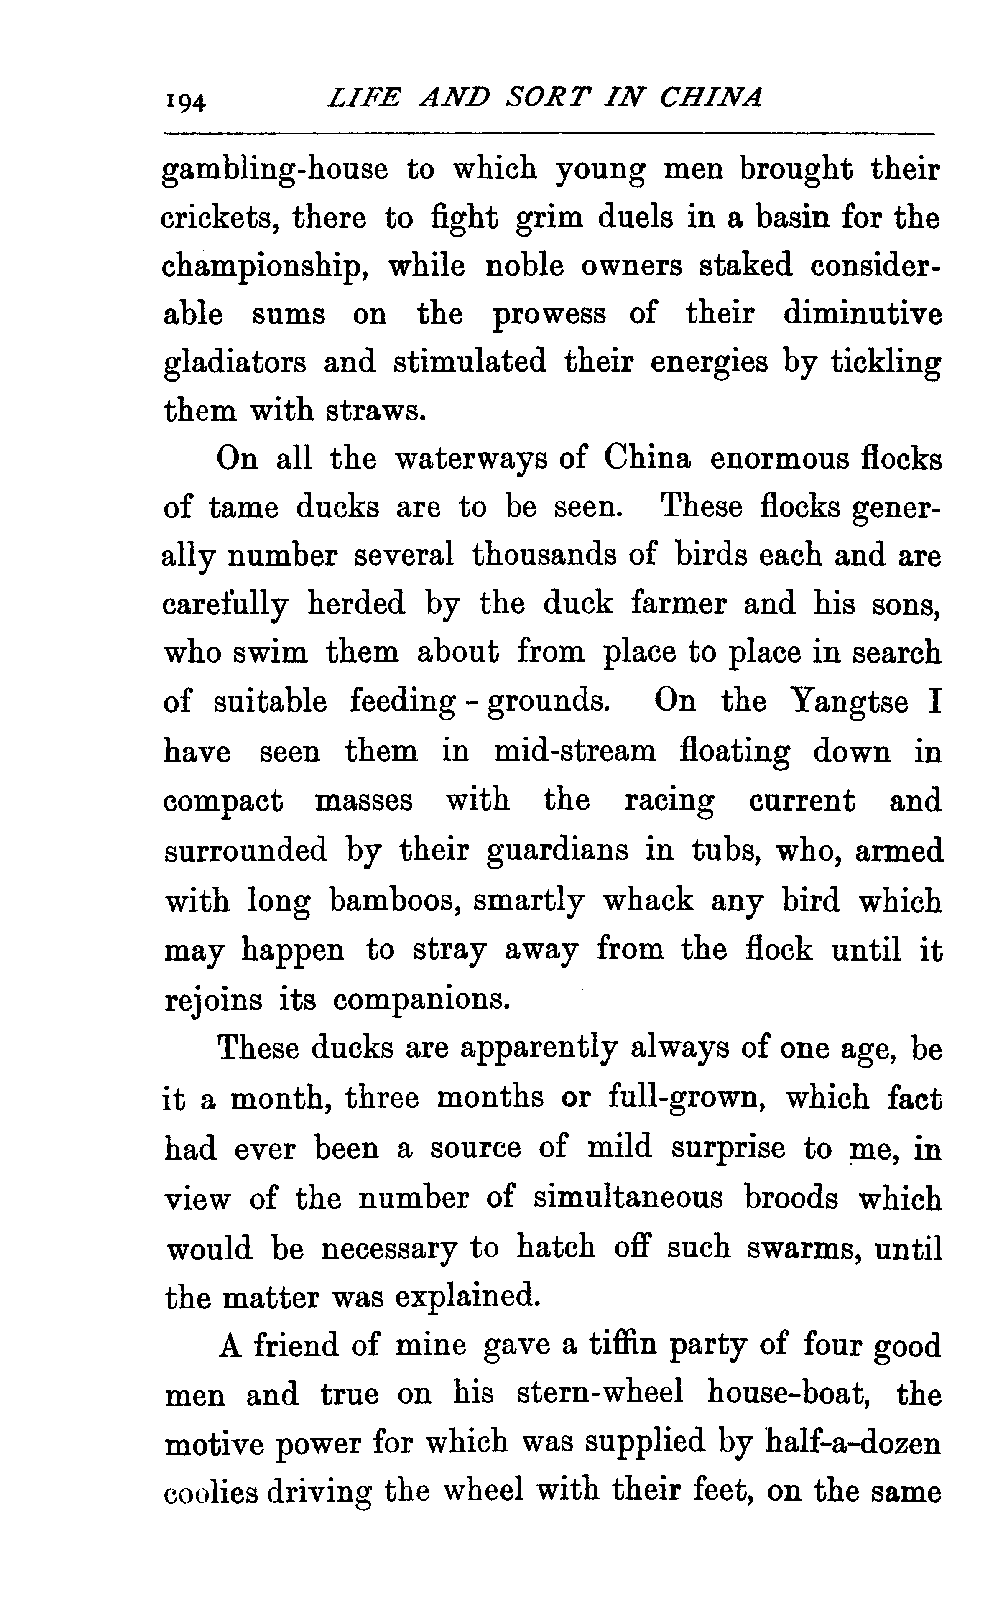 194 LIFE AND SORT IN CHINA
gambling-house to which young men brought their
crickets, there to fight grim duels in a basin for the
championship, while noble owners staked consider-
able sums on the prowess of their diminutive
gladiators and stimulated their energies by tickling
them with straws.
On all the waterways of China enormous flocks
of tame ducks are to be seen. These flocks gener-
ally number several thousands of birds each and are
carefully herded by the duck farmer and his sons,
who swim them about from place to place in search
of suitable feeding-grounds. On the Yangtse I
have seen them in mid-stream floating down in
compact masses with the racing current and
surrounded by their guardians in tubs, who, armed
with long bamboos, smartly whack any bird which
may happen to stray away from the flock until it
rejoins its companions.
These ducks are apparently always of one age, be
it a month, three months or full-grown, which fact
had ever been a source of mild surprise to me, in
view of the number of simultaneous broods which
would be necessary to hatch off such swarms, until
the matter was explained.
A friend of mine gave a tiffin party of four good
men and true on his stern-wheel house-boat, the
motive power for which was supplied by half-a-dozen
coolies driving the wheel with their feet, on the same